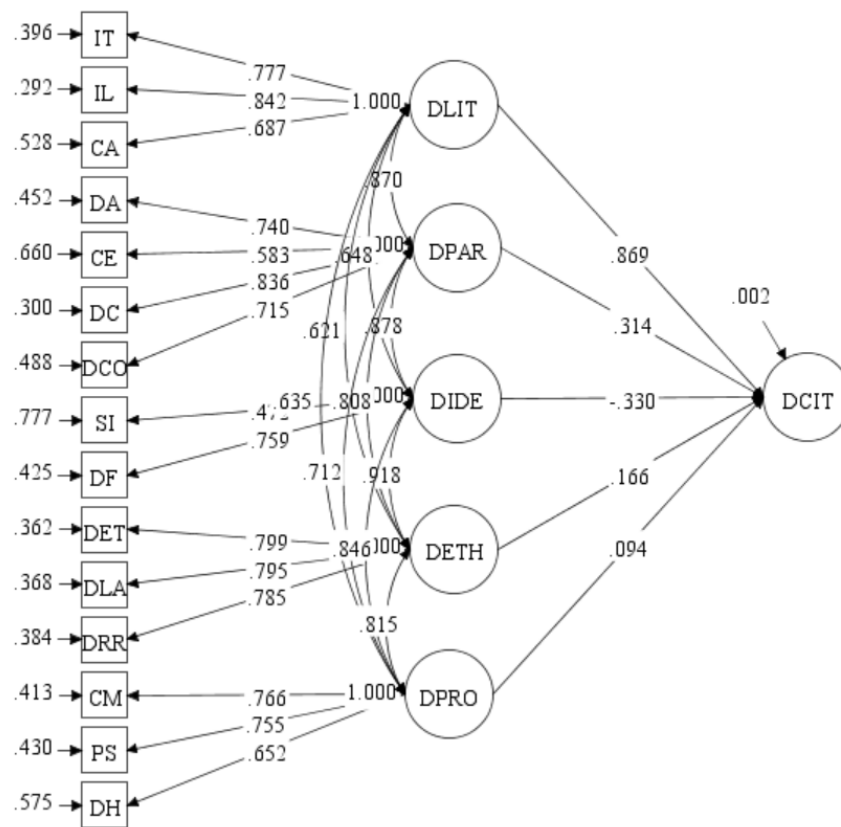 .396 IT
.777
.292 IL
.842 1.000 DLIT
.687
.528 CA
.870
.452 DA
.740
.000 DPAR
.660 CE .583 .648 .869
.836
.300 DC .715 .002
.314
.621 .878
.488 DCO
.635 .808 .000 DIDE -.330 DCIT
.777 SI
.759
.425 DF
.712 .918 .166
.362 DET
.799 .846 .000 DETH
.795 .094
.368 DLA .785
.815
.384 DRR
.413 CM .766 1.000 DPRO
.755
.430 PS .652
.575 DH